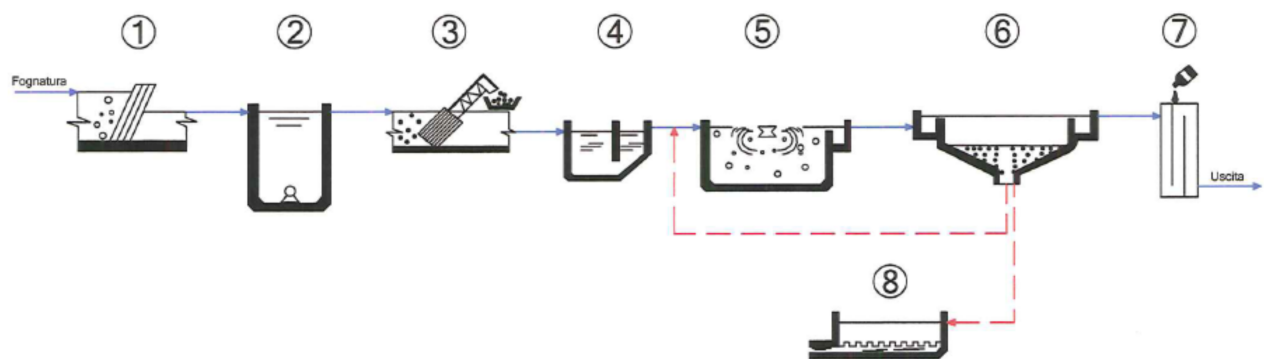 ① ② ③ ④ ⑤ ⑥ ⑦
Fognatura
Uscita
⑧